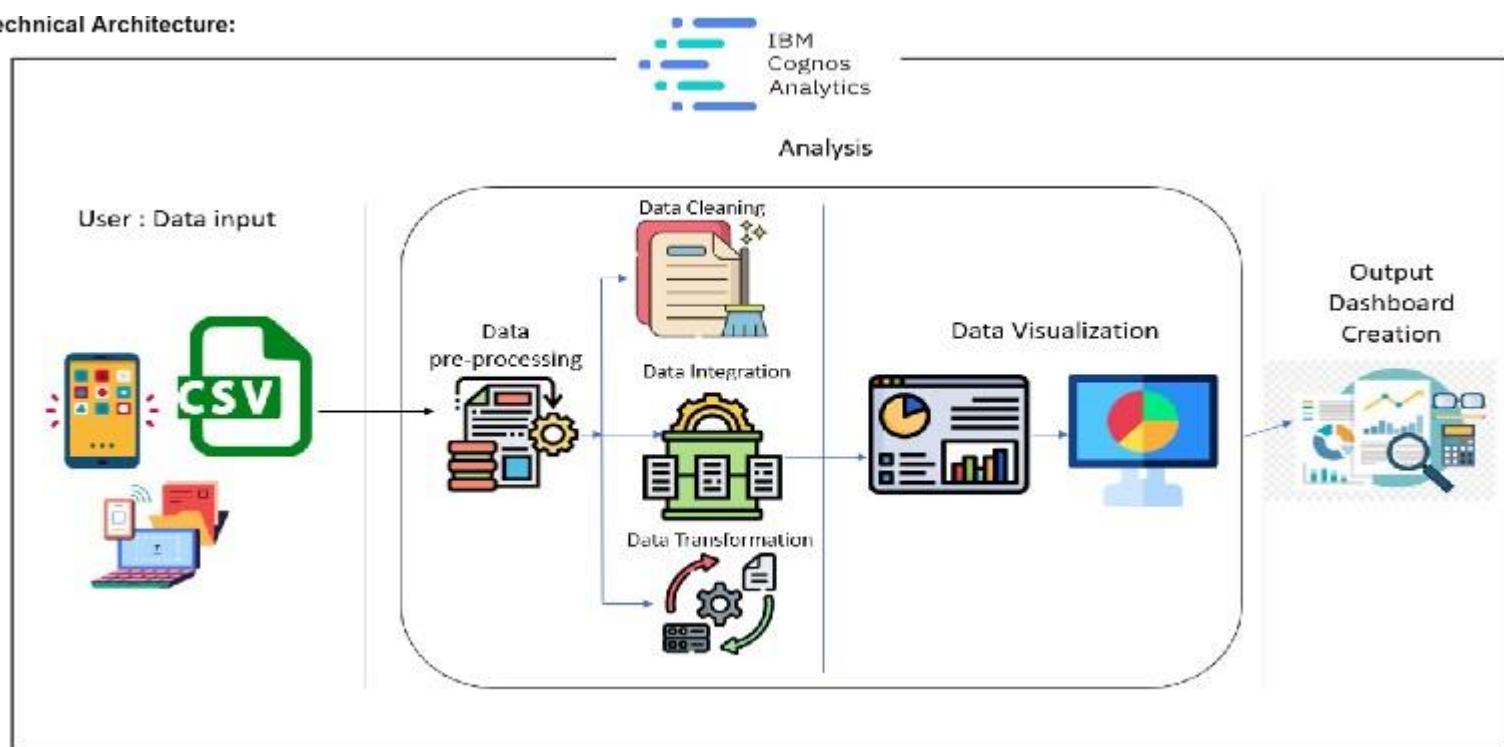 echnical Architecture:
IBM
Cognos
Analytics
Analysis
User : Data input
CSV
Data
pre-processing
Data Cleaning
Data Integration
Data Transformation
Data Visualization
Output
Dashboard
Creation